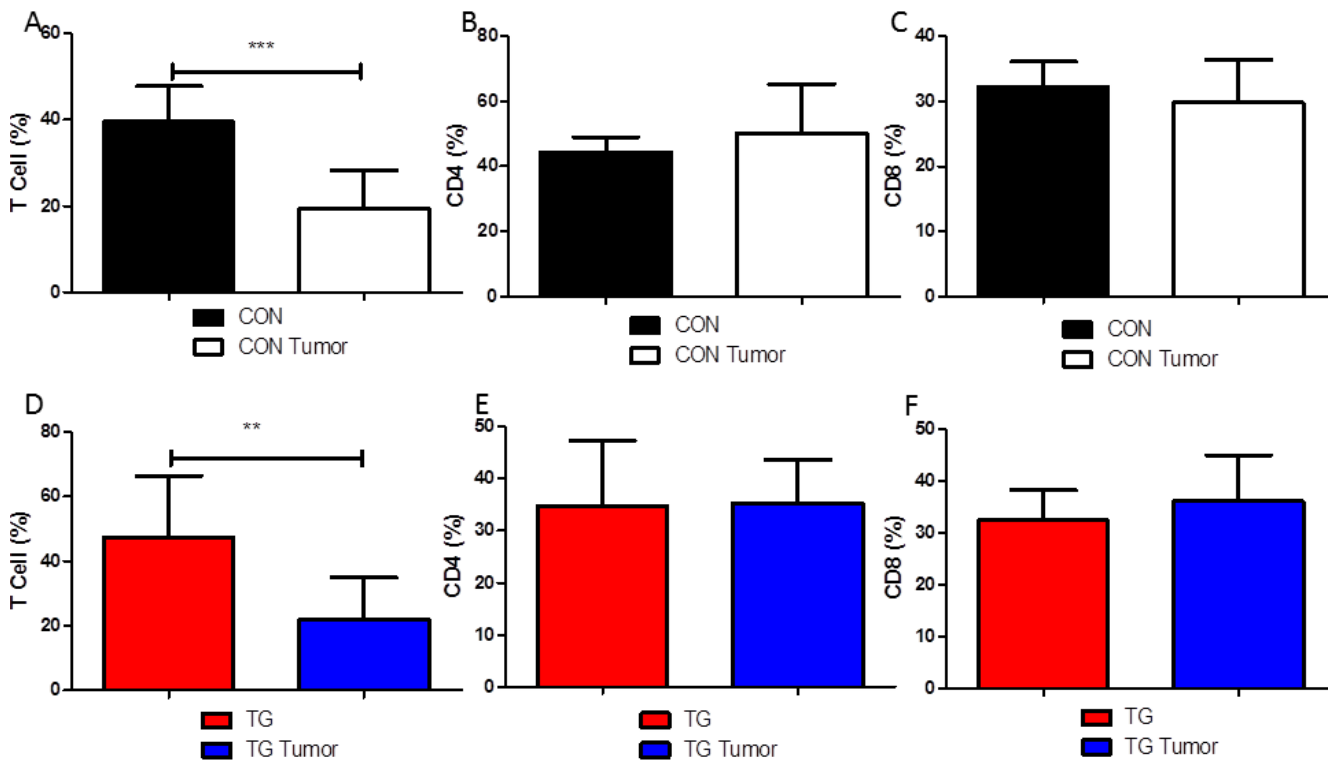 A
60
40
20
0
T Cell (%)
***
CON
CON Tumor
B
80
60
40
20
0
CD4 (%)
CON
CON Tumor
C
40
30
20
10
0
CD8 (%)
CON
CON Tumor
D
80
60
40
20
0
T Cell (%)
**
TG
TG Tumor
E
50
40
30
20
10
0
CD4 (%)
TG
TG Tumor
F
50
40
30
20
10
0
CD8 (%)
TG
TG Tumor